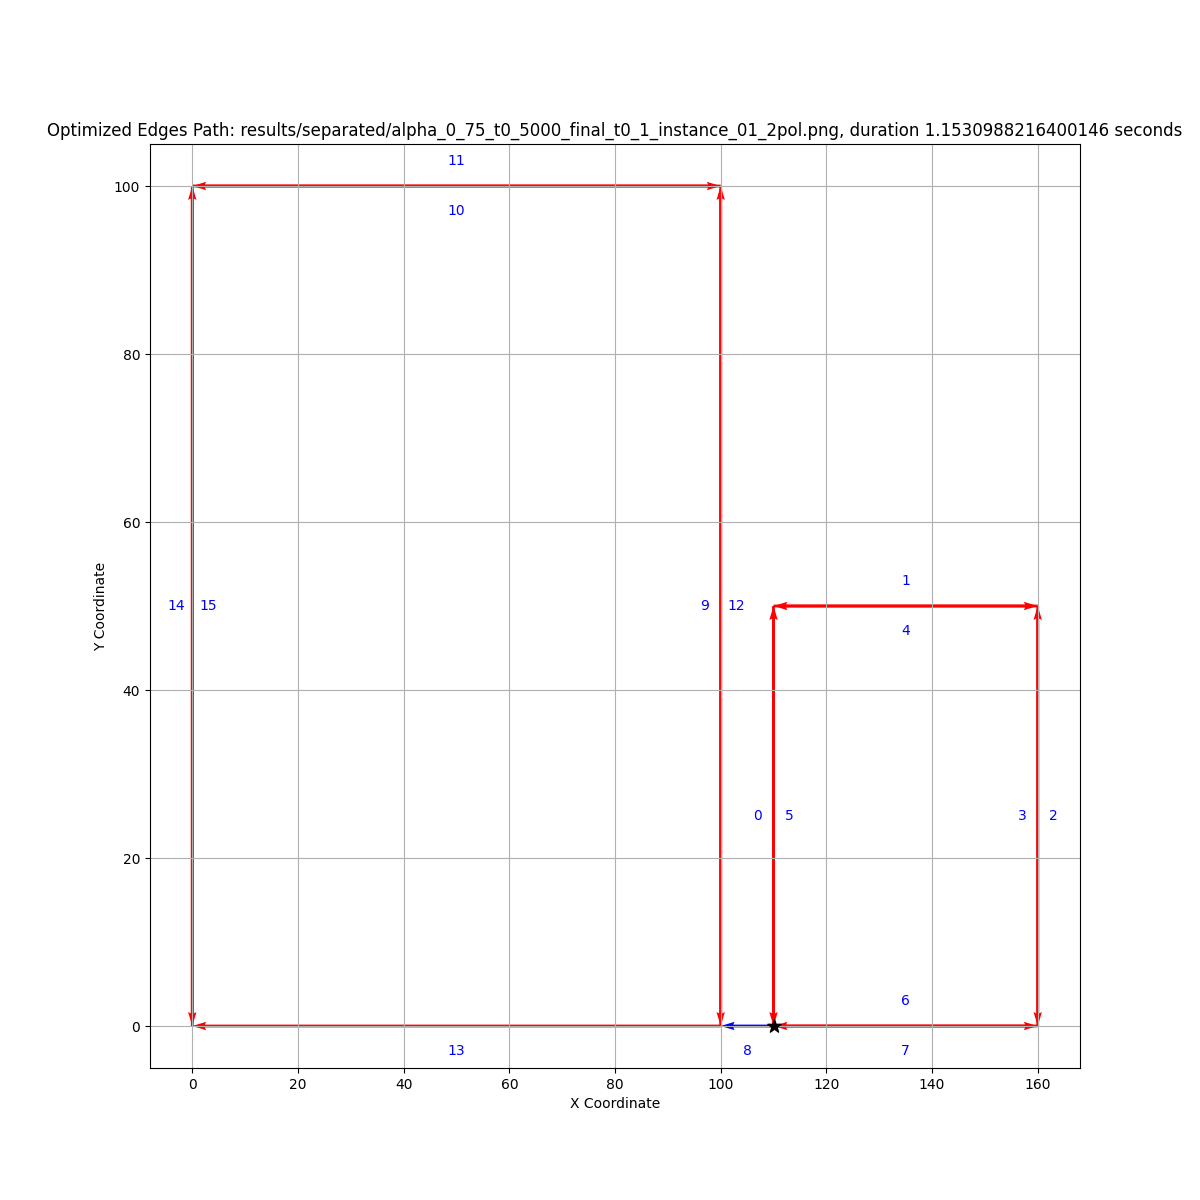 Optimized Edges Path: results/separated/alpha_0_75_t0_5000_final_t0_1_instance_01_2pol.png, duration 1.1530988216400146 seconds
11
100
10
80
60
1
14 15 9 12
4
Y Coordinate
40
0 5 3 2
20
6
0
13 8 7
0 20 40 60 80 100 120 140 160
X Coordinate